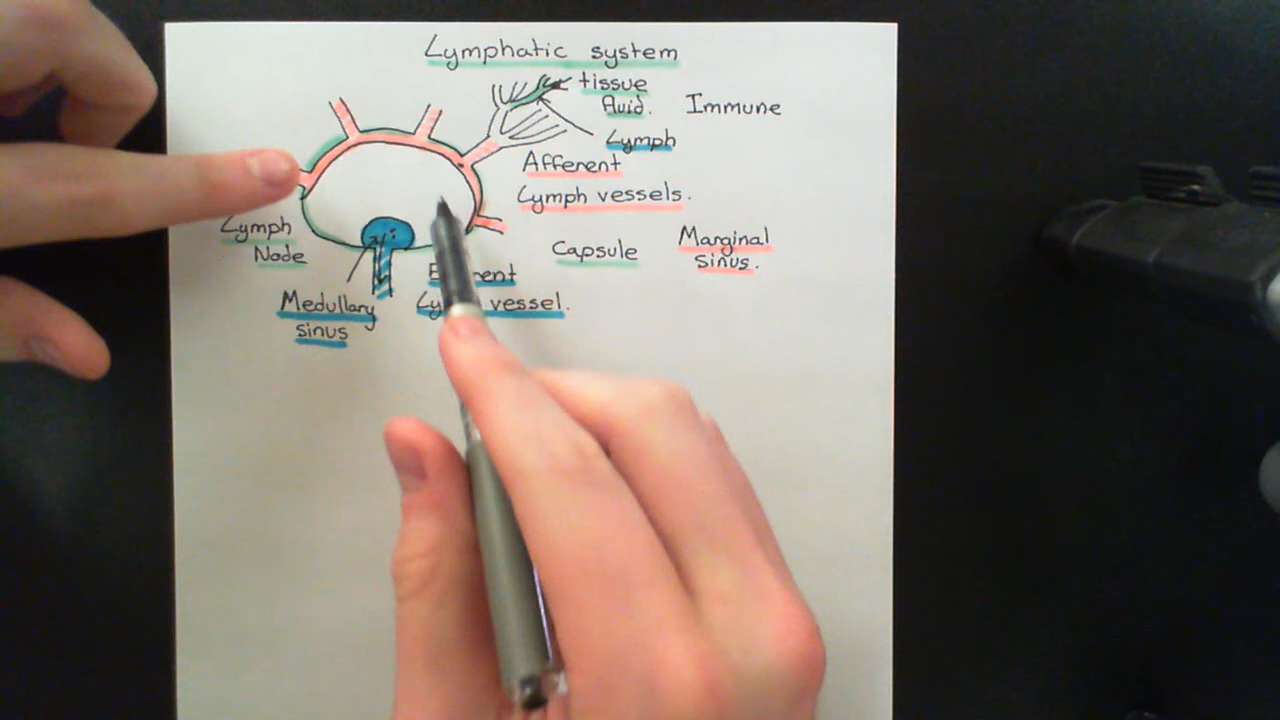 Lymphatic system
tissue
fluid. Immune
Lymph
Afferent
Lymph vessels.
Lymph
Node
Capsule
Marginal
sinus.
Medullary
sinus
vessel.